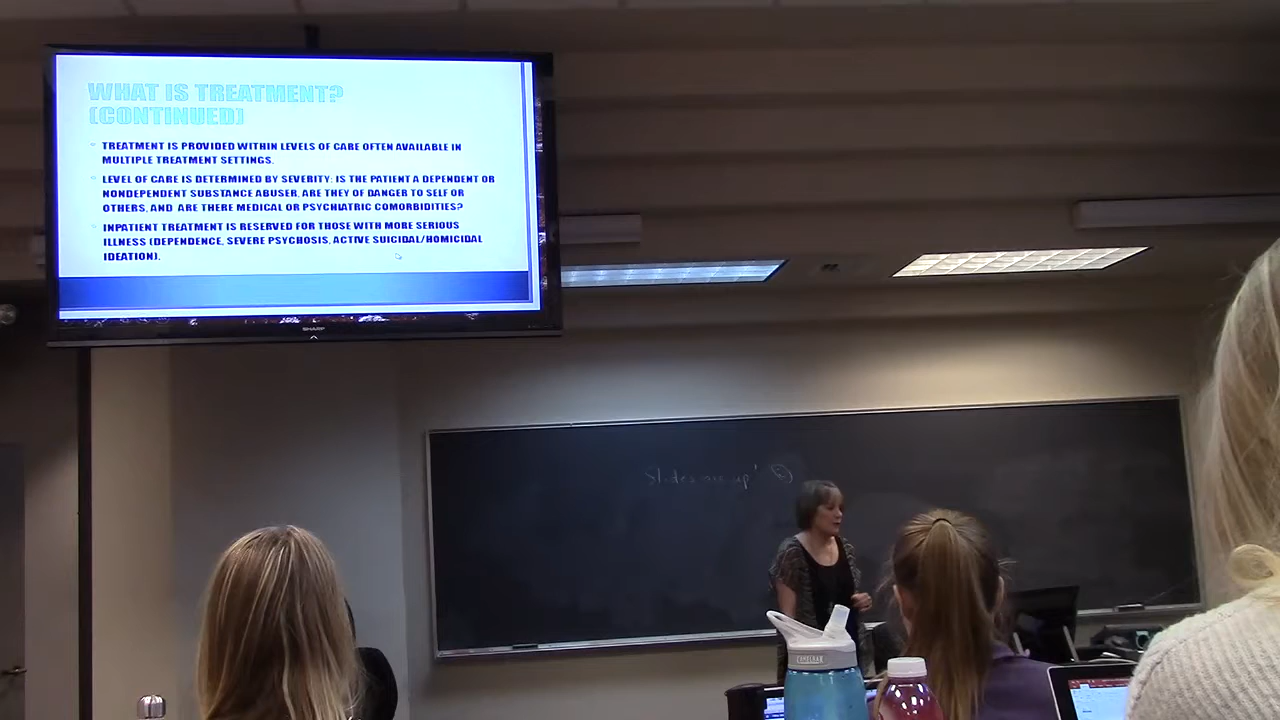 WHAT IS TREATMENT?
(CONTINUED)
TREATMENT IS PROVIDED WITHIN LEVELS OF CARE OFTEN AVAILABLE IN
MULTIPLE TREATMENT SETTINGS.
LEVEL OF CARE IS DETERMINED BY SEVERITY: IS THE PATIENT A DEPENDENT OR
NONDEPENDENT SUBSTANCE ABUSER, ARE THEY OF DANGER TO SELF OR
OTHERS, AND ARE THERE MEDICAL OR PSYCHIATRIC COMORBIDITIES?
INPATIENT TREATMENT IS RESERVED FOR THOSE WITH MORE SERIOUS
ILLNESS (DEPENDENCE, SEVERE PSYCHOSIS, ACTIVE SUICIDAL/HOMICIDAL
IDEATION).
SHARP
Slides are up!
CAMELBAK